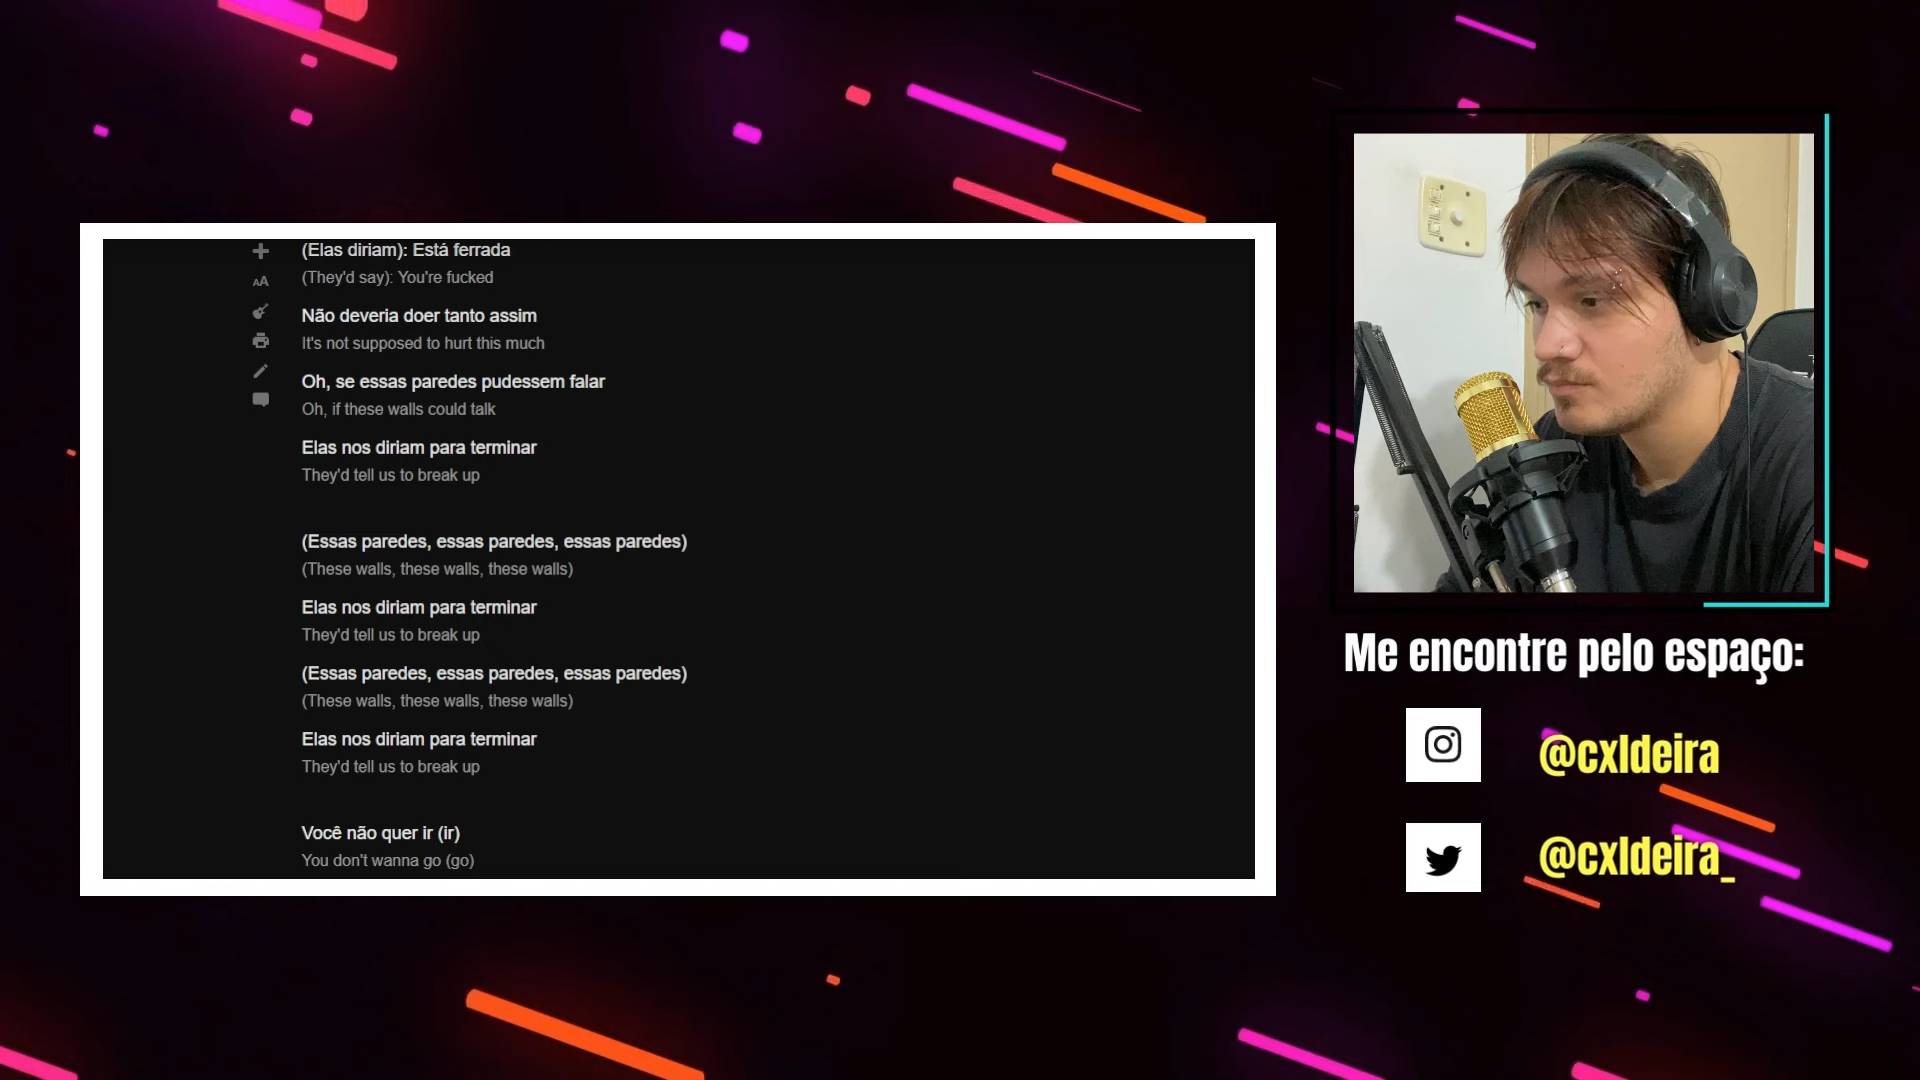 (Elas diriam): Está ferrada
(They'd say): You're fucked
Não deveria doer tanto assim
It's not supposed to hurt this much
Oh, se essas paredes pudessem falar
Oh, if these walls could talk
Elas nos diriam para terminar
They'd tell us to break up
(Essas paredes, essas paredes, essas paredes)
(These walls, these walls, these walls)
Elas nos diriam para terminar
They'd tell us to break up
(Essas paredes, essas paredes, essas paredes)
(These walls, these walls, these walls)
Elas nos diriam para terminar
They'd tell us to break up
Você não quer ir (ir)
You don't wanna go (go)
AA
Me encontre pelo espaço:
@cxldeira
@cxldeira_